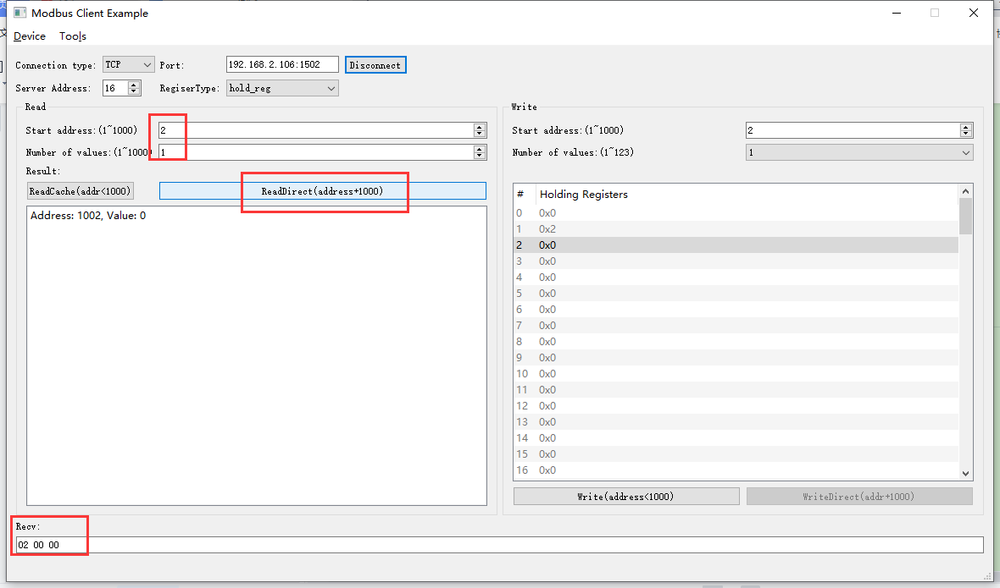 Modbus Client Example
Device Tools
Connection type: TCP Port: 192.168.2.106:1502 Disconnect
Server Address: 16 RegiserType: hold_reg
Read
Start address:(1~1000) 2
Number of values:(1~1000) 1
Result:
ReadCache(addr<1000) ReadDirect(address+1000)
Address: 1002, Value: 0
Write
Start address:(1~1000) 2
Number of values:(1~123) 1
# Holding Registers
0 0x0
1 0x2
2 0x0
3 0x0
4 0x0
5 0x0
6 0x0
7 0x0
8 0x0
9 0x0
10 0x0
11 0x0
12 0x0
13 0x0
14 0x0
15 0x0
16 0x0
Write(address<1000) WriteDirect(addr+1000)
Recv:
02 00 00